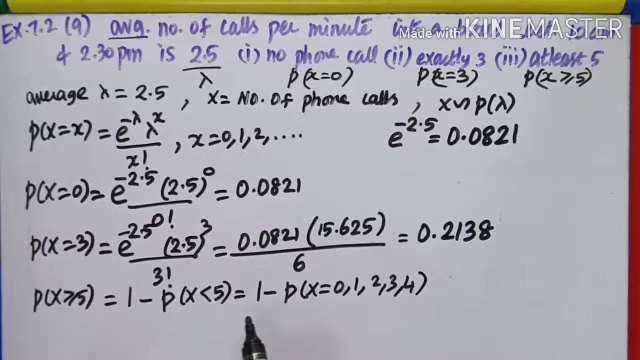 Ex.7.2 (9) avg. no. of calls per minute into a between
Made with KINEMASTER
& 2.30pm is 2.5 (i) no phone call (ii) exactly 3 (iii) atleast 5
λ p(x=0) p(x=3) p(x≥5)
average λ = 2.5 , x = No. of phone calls , x ~ p(λ)
p(X=x) = e^-λ λ^x / x! , x = 0,1,2, .... e^-2.5 = 0.0821
p(X=0) = e^-2.5 (2.5)^0 / 0! = 0.0821
p(X=3) = e^-2.5 (2.5)^3 / 3! = 0.0821 (15.625) / 6 = 0.2138
p(X≥5) = 1 - p(X<5) = 1 - p(X=0,1,2,3,4)